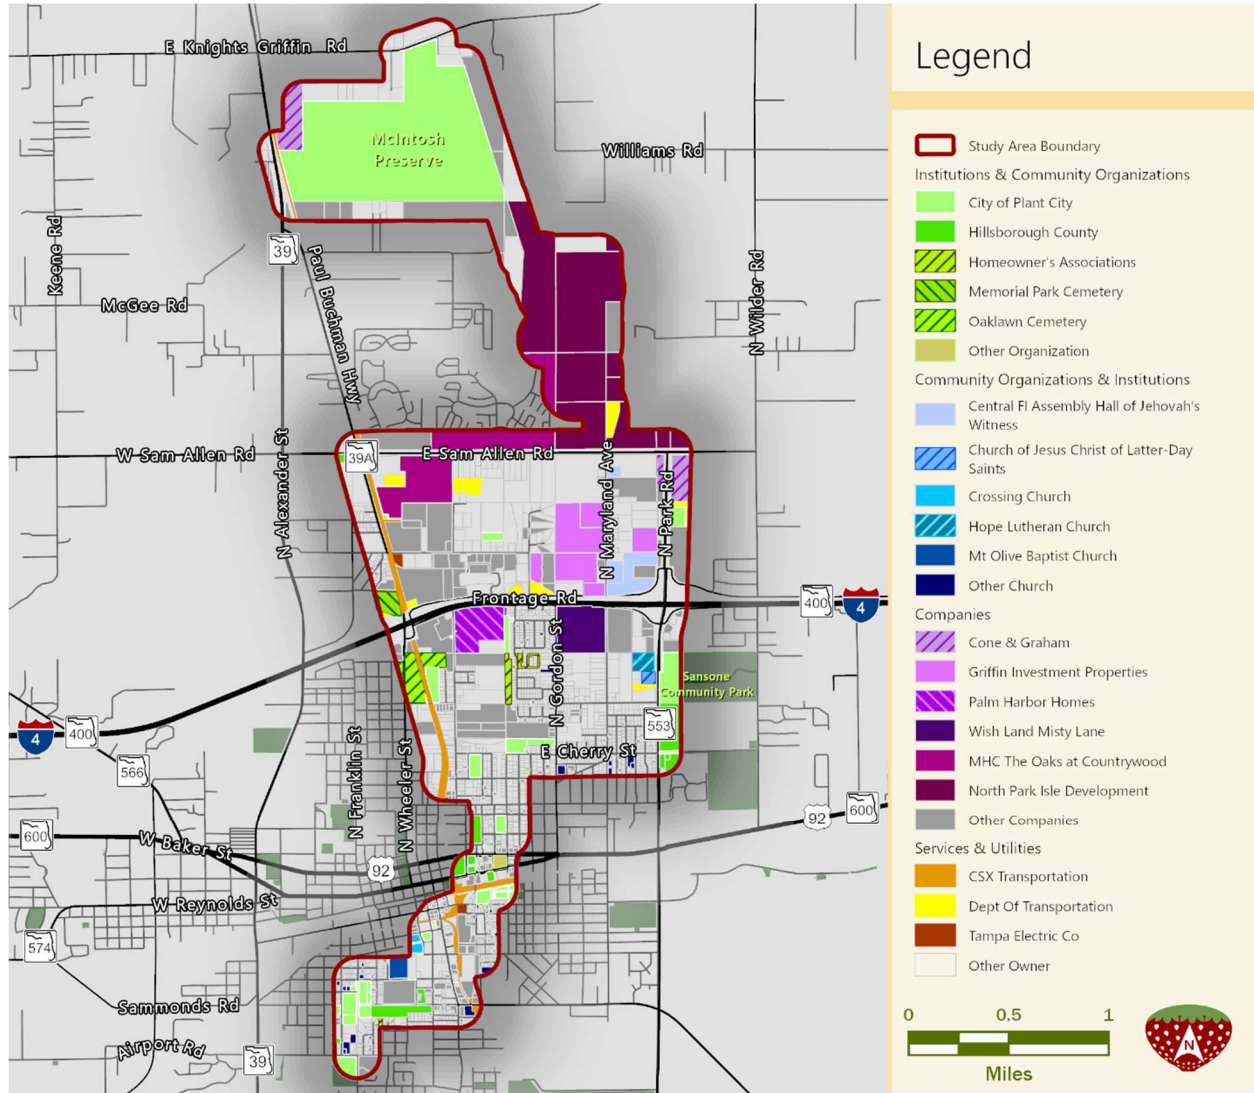 E Knights Griffin Rd
McIntosh
Preserve
Williams Rd
Keene Rd
39
Paul Buchman Hwy
N Wilder Rd
McGee Rd
W Sam Allen Rd
39A
E Sam Allen Rd
N Alexander St
N Maryland Ave
N Park Rd
Frontage Rd
400
4
N Gordon St
Sansone
Community Park
553
4
400
566
E Cherry St
N Franklin St
N Wheeler St
600
W Baker St
92
92
600
W Reynolds St
574
Sammonds Rd
Airport Rd
39
Legend
Study Area Boundary
Institutions & Community Organizations
City of Plant City
Hillsborough County
Homeowner's Associations
Memorial Park Cemetery
Oaklawn Cemetery
Other Organization
Community Organizations & Institutions
Central Fl Assembly Hall of Jehovah's
Witness
Church of Jesus Christ of Latter-Day
Saints
Crossing Church
Hope Lutheran Church
Mt Olive Baptist Church
Other Church
Companies
Cone & Graham
Griffin Investment Properties
Palm Harbor Homes
Wish Land Misty Lane
MHC The Oaks at Countrywood
North Park Isle Development
Other Companies
Services & Utilities
CSX Transportation
Dept Of Transportation
Tampa Electric Co
Other Owner
0 0.5 1
Miles
N